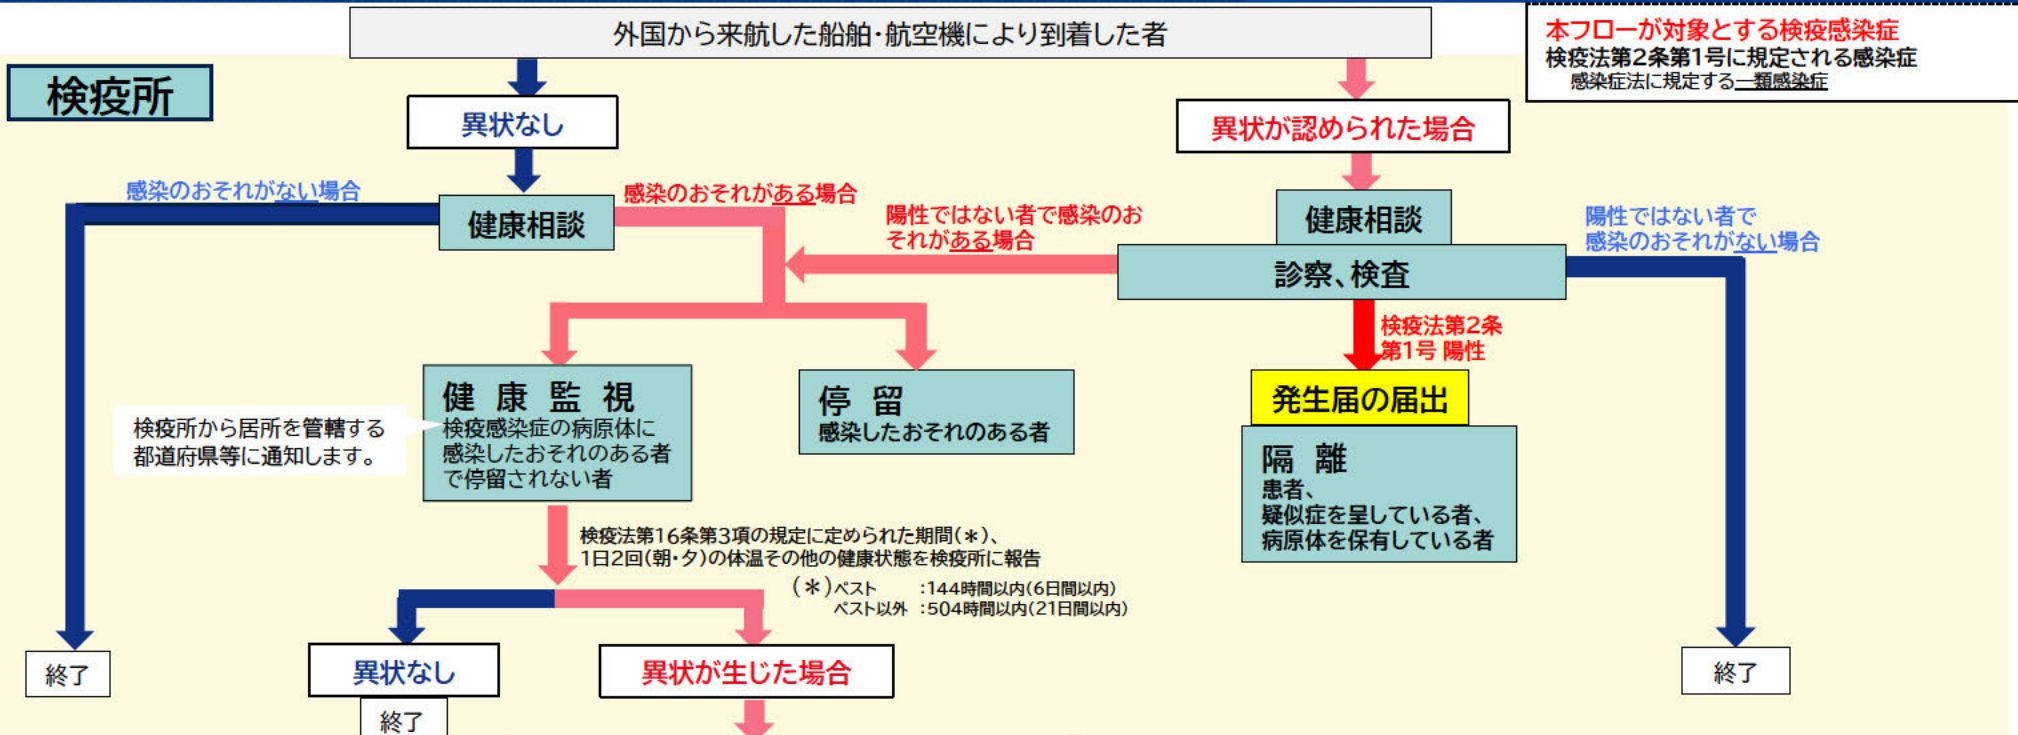 外国から来航した船舶・航空機により到着した者
本フローが対象とする検疫感染症
検疫法第2条第1号に規定される感染症
感染症法に規定する一類感染症
検疫所
異状なし
異状が認められた場合
感染のおそれがない場合
健康相談
感染のおそれがある場合
陽性ではない者で感染のお
それがある場合
健康相談
診察、検査
陽性ではない者で
感染のおそれがない場合
検疫法第2条
第1号 陽性
健 康 監 視
検疫感染症の病原体に
感染したおそれのある者
で停留されない者
検疫所から居所を管轄する
都道府県等に通知します。
停 留
感染したおそれのある者
発生届の届出
隔 離
患者、
疑似症を呈している者、
病原体を保有している者
検疫法第16条第3項の規定に定められた期間(＊)、
1日2回(朝・夕)の体温その他の健康状態を検疫所に報告
(＊)ペスト :144時間以内(6日間以内)
ペスト以外 :504時間以内(21日間以内)
終了
異状なし
終了
異状が生じた場合
終了